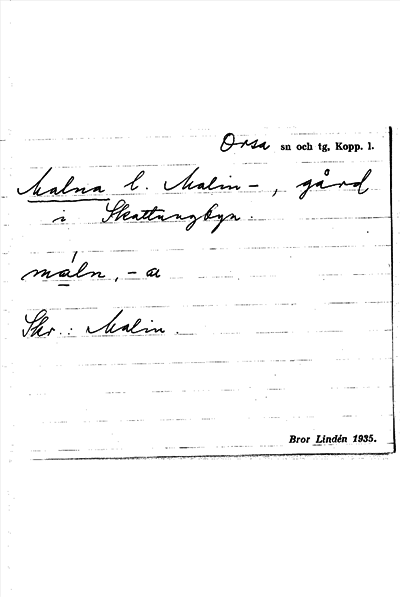 Orsa sn och tg, Kopp. l.
Malna l. Malin-, gård
i Skattungbyn.
máln, -a
Skr.: Malin.
Bror Lindén 1935.